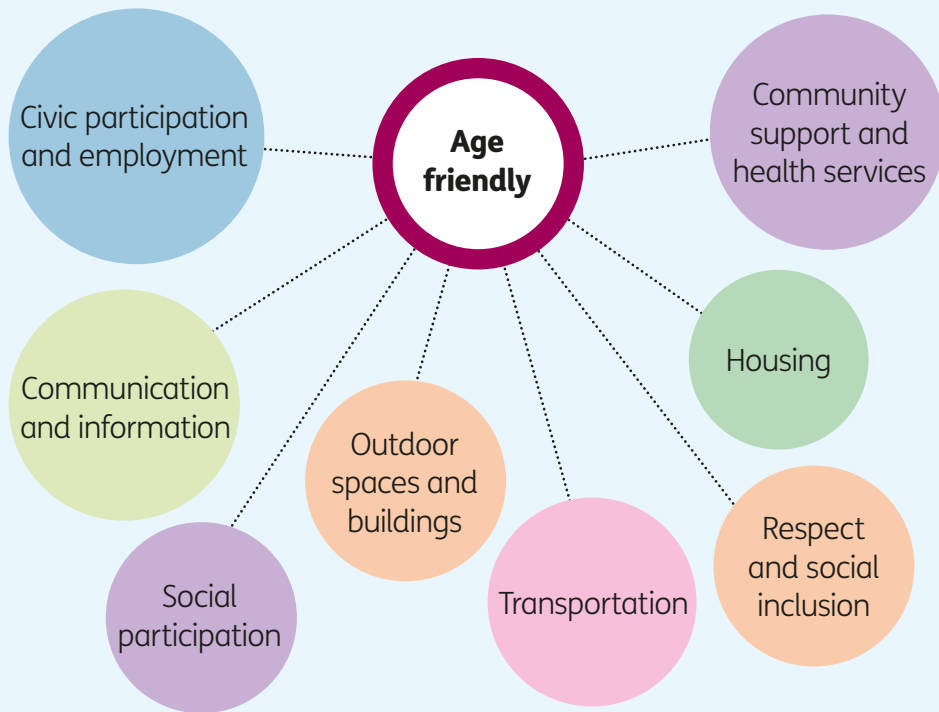 Age
friendly
Civic participation
and employment
Community
support and
health services
Communication
and information
Housing
Outdoor
spaces and
buildings
Social
participation
Transportation
Respect
and social
inclusion